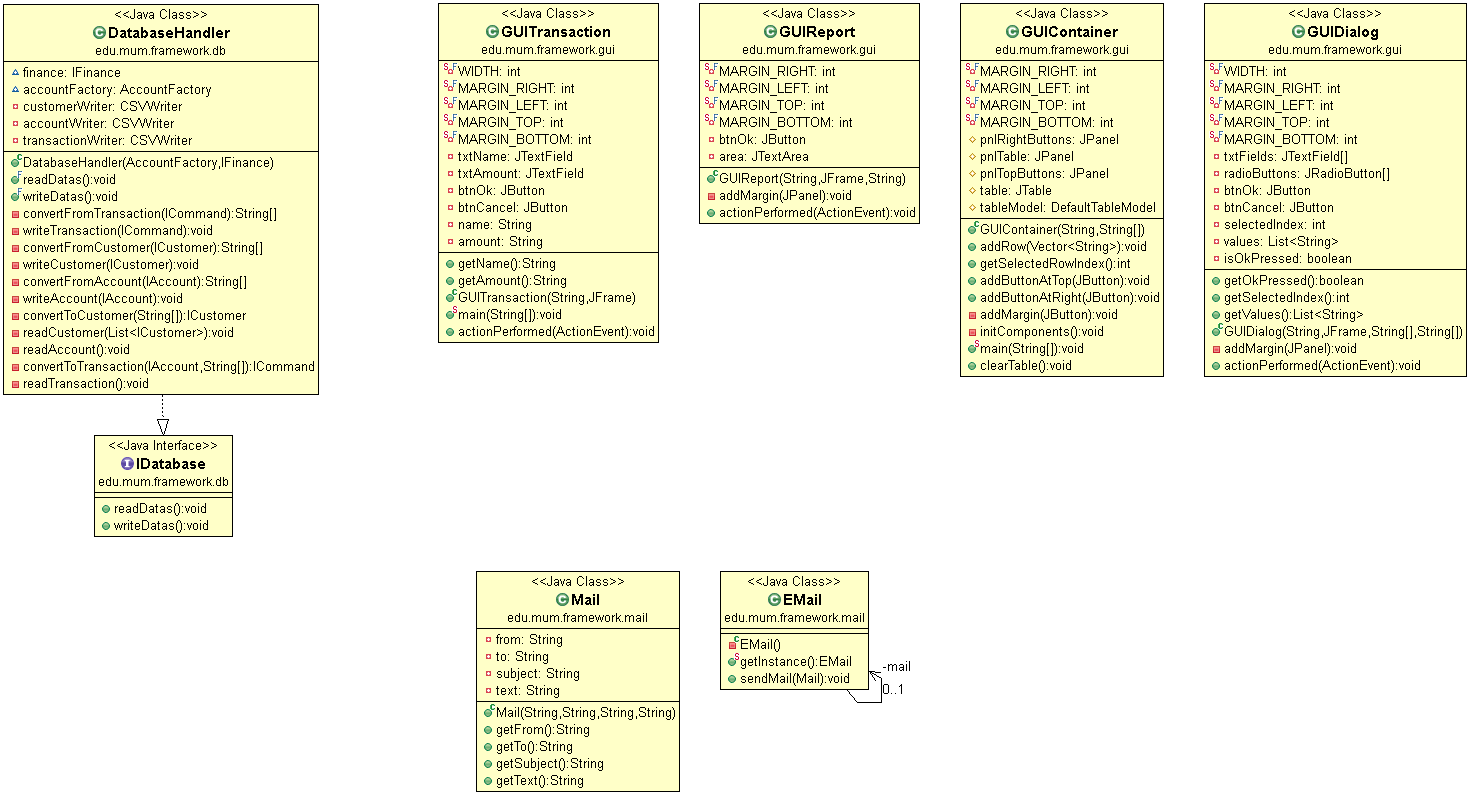 <<Java Class>>
DatabaseHandler
edu.mum.framework.db
finance: IFinance
accountFactory: AccountFactory
customerWriter: CSVWriter
accountWriter: CSVWriter
transactionWriter: CSVWriter
DatabaseHandler(AccountFactory,IFinance)
readDatas():void
writeDatas():void
convertFromTransaction(ICommand):String[]
writeTransaction(ICommand):void
convertFromCustomer(ICustomer):String[]
writeCustomer(ICustomer):void
convertFromAccount(IAccount):String[]
writeAccount(IAccount):void
convertToCustomer(String[]):ICustomer
readCustomer(List<ICustomer>):void
readAccount():void
convertToTransaction(IAccount,String[]):ICommand
readTransaction():void
<<Java Interface>>
IDatabase
edu.mum.framework.db
readDatas():void
writeDatas():void
<<Java Class>>
GUITransaction
edu.mum.framework.gui
WIDTH: int
MARGIN_RIGHT: int
MARGIN_LEFT: int
MARGIN_TOP: int
MARGIN_BOTTOM: int
txtName: JTextField
txtAmount: JTextField
btnOk: JButton
btnCancel: JButton
name: String
amount: String
getName():String
getAmount():String
GUITransaction(String,JFrame)
main(String[]):void
actionPerformed(ActionEvent):void
<<Java Class>>
GUIReport
edu.mum.framework.gui
MARGIN_RIGHT: int
MARGIN_LEFT: int
MARGIN_TOP: int
MARGIN_BOTTOM: int
btnOk: JButton
area: JTextArea
GUIReport(String,JFrame,String)
addMargin(JPanel):void
actionPerformed(ActionEvent):void
<<Java Class>>
GUIContainer
edu.mum.framework.gui
MARGIN_RIGHT: int
MARGIN_LEFT: int
MARGIN_TOP: int
MARGIN_BOTTOM: int
pnlRightButtons: JPanel
pnlTable: JPanel
pnlTopButtons: JPanel
table: JTable
tableModel: DefaultTableModel
GUIContainer(String,String[])
addRow(Vector<String>):void
getSelectedRowIndex():int
addButtonAtTop(JButton):void
addButtonAtRight(JButton):void
addMargin(JButton):void
initComponents():void
main(String[]):void
clearTable():void
<<Java Class>>
GUIDialog
edu.mum.framework.gui
WIDTH: int
MARGIN_RIGHT: int
MARGIN_LEFT: int
MARGIN_TOP: int
MARGIN_BOTTOM: int
txtFields: JTextField[]
radioButtons: JRadioButton[]
btnOk: JButton
btnCancel: JButton
selectedIndex: int
values: List<String>
isOkPressed: boolean
getOkPressed():boolean
getSelectedIndex():int
getValues():List<String>
GUIDialog(String,JFrame,String[],String[])
addMargin(JPanel):void
actionPerformed(ActionEvent):void
<<Java Class>>
Mail
edu.mum.framework.mail
from: String
to: String
subject: String
text: String
Mail(String,String,String,String)
getFrom():String
getTo():String
getSubject():String
getText():String
<<Java Class>>
EMail
edu.mum.framework.mail
EMail()
getInstance():EMail
sendMail(Mail):void
-mail
0..1